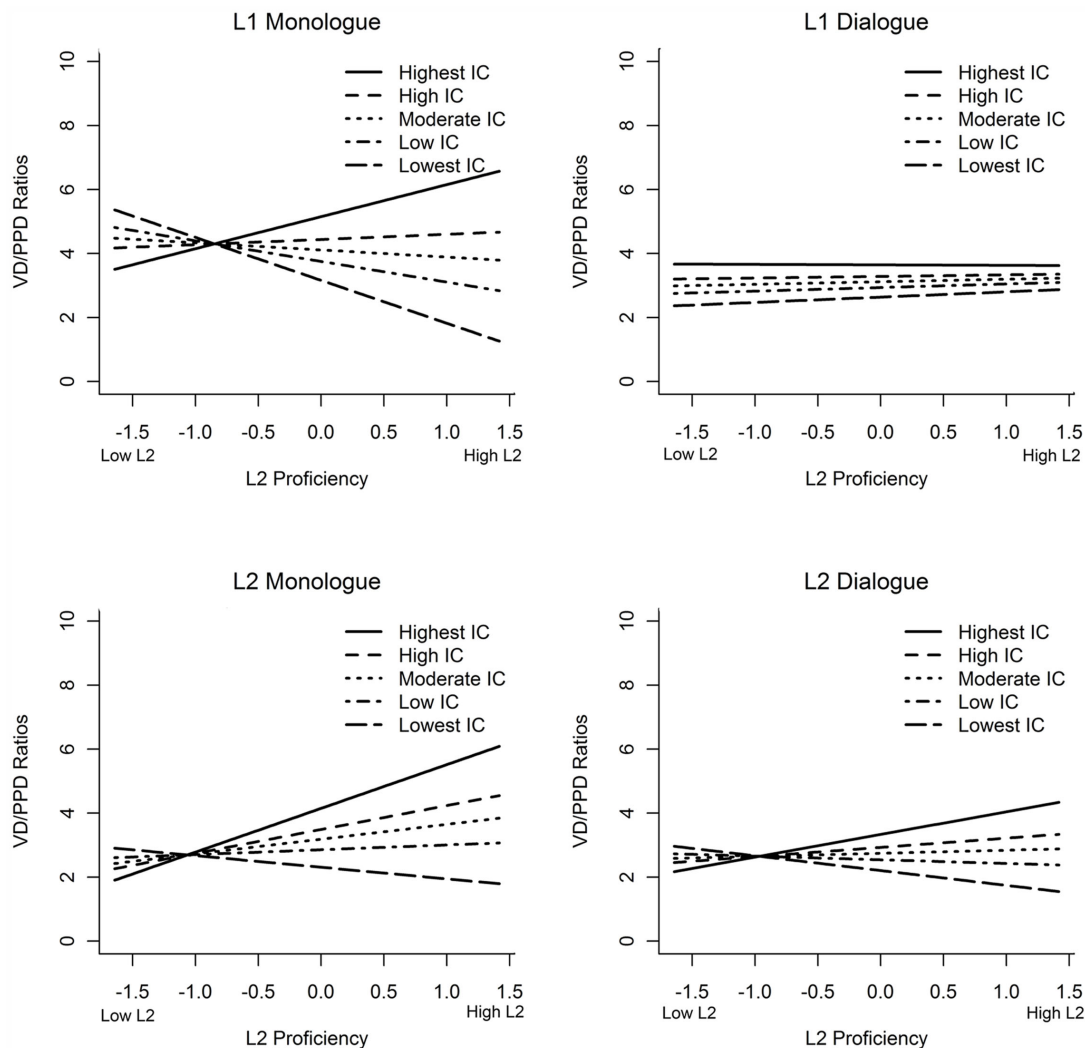 L1 Monologue
VD/PPD Ratios
10
8
6
4
2
0
Highest IC
High IC
Moderate IC
Low IC
Lowest IC
-1.5 -1.0 -0.5 0.0 0.5 1.0 1.5
Low L2 High L2
L2 Proficiency
L1 Dialogue
VD/PPD Ratios
10
8
6
4
2
0
Highest IC
High IC
Moderate IC
Low IC
Lowest IC
-1.5 -1.0 -0.5 0.0 0.5 1.0 1.5
Low L2 High L2
L2 Proficiency
L2 Monologue
VD/PPD Ratios
10
8
6
4
2
0
Highest IC
High IC
Moderate IC
Low IC
Lowest IC
-1.5 -1.0 -0.5 0.0 0.5 1.0 1.5
Low L2 High L2
L2 Proficiency
L2 Dialogue
VD/PPD Ratios
10
8
6
4
2
0
Highest IC
High IC
Moderate IC
Low IC
Lowest IC
-1.5 -1.0 -0.5 0.0 0.5 1.0 1.5
Low L2 High L2
L2 Proficiency